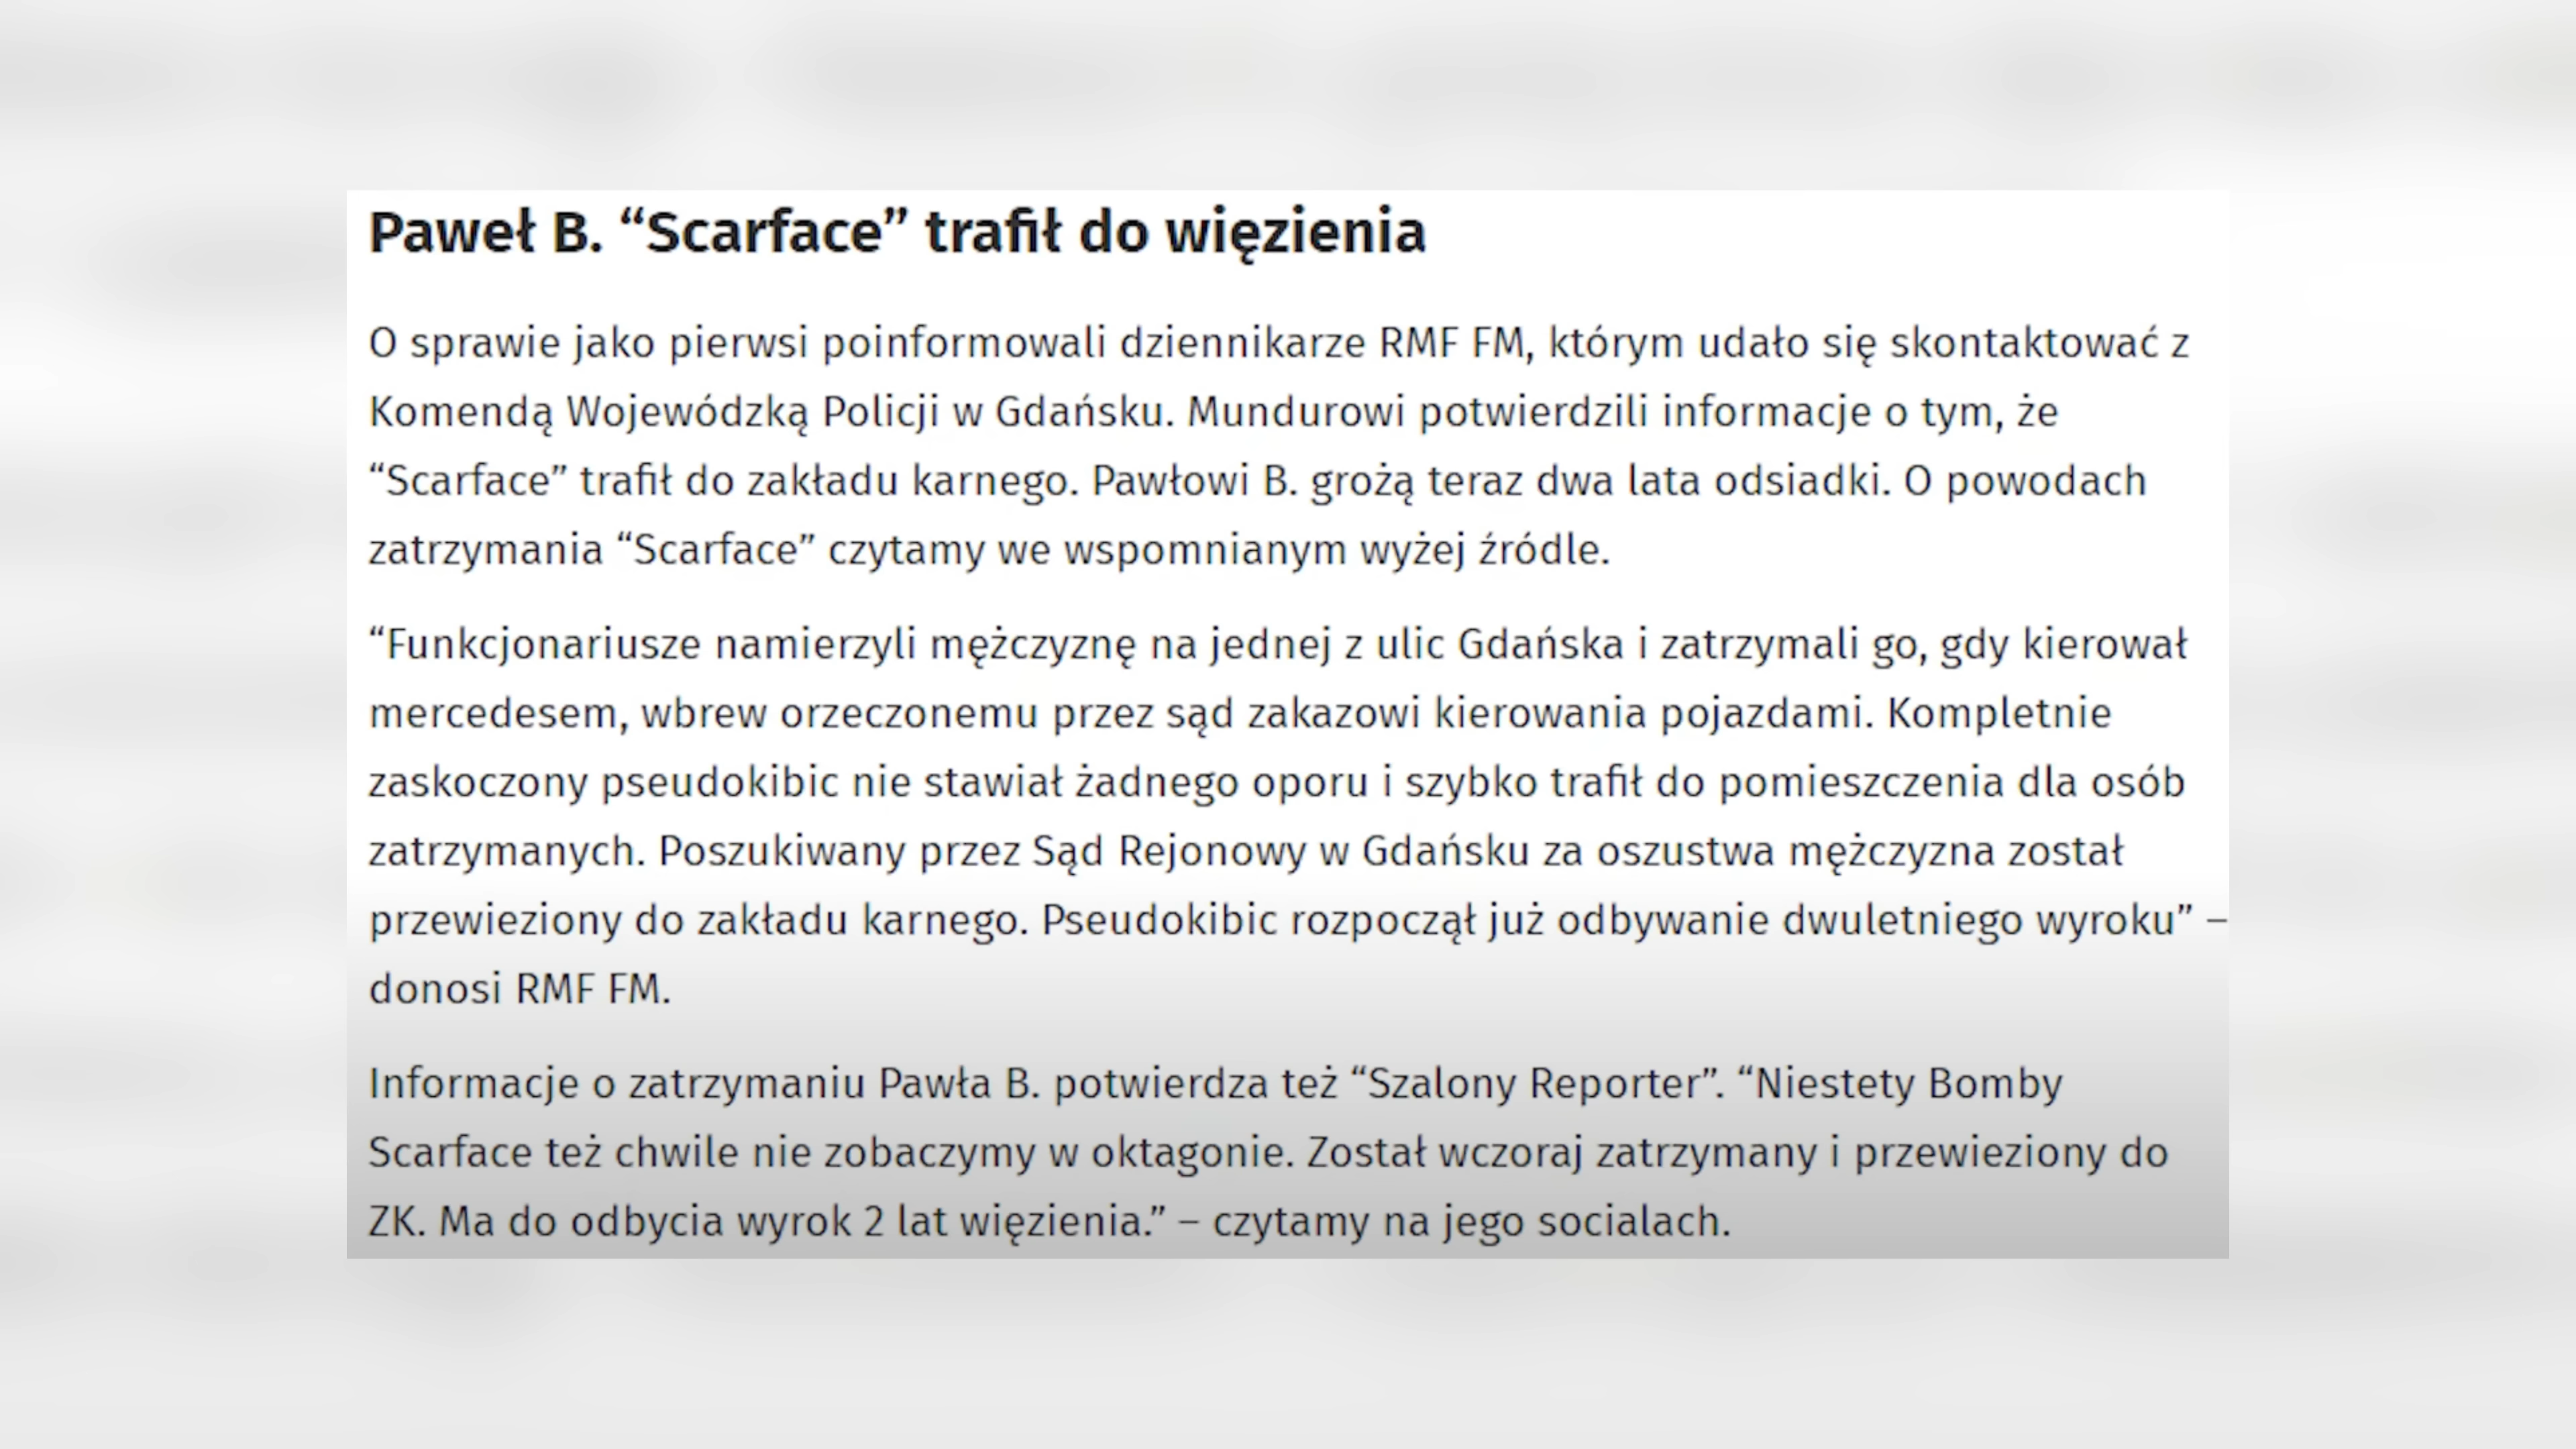 Paweł B. “Scarface” trafił do więzienia
O sprawie jako pierwsi poinformowali dziennikarze RMF FM, którym udało się skontaktować z
Komendą Wojewódzką Policji w Gdańsku. Mundurowi potwierdzili informacje o tym, że
“Scarface” trafił do zakładu karnego. Pawłowi B. grożą teraz dwa lata odsiadki. O powodach
zatrzymania “Scarface” czytamy we wspomnianym wyżej źródle.
“Funkcjonariusze namierzyli mężczyznę na jednej z ulic Gdańska i zatrzymali go, gdy kierował
mercedesem, wbrew orzeczonemu przez sąd zakazowi kierowania pojazdami. Kompletnie
zaskoczony pseudokibic nie stawiał żadnego oporu i szybko trafił do pomieszczenia dla osób
zatrzymanych. Poszukiwany przez Sąd Rejonowy w Gdańsku za oszustwa mężczyzna został
przewieziony do zakładu karnego. Pseudokibic rozpoczął już odbywanie dwuletniego wyroku” –
donosi RMF FM.
Informacje o zatrzymaniu Pawła B. potwierdza też “Szalony Reporter”. “Niestety Bomby
Scarface też chwile nie zobaczymy w oktagonie. Został wczoraj zatrzymany i przewieziony do
ZK. Ma do odbycia wyrok 2 lat więzienia.” – czytamy na jego socialach.